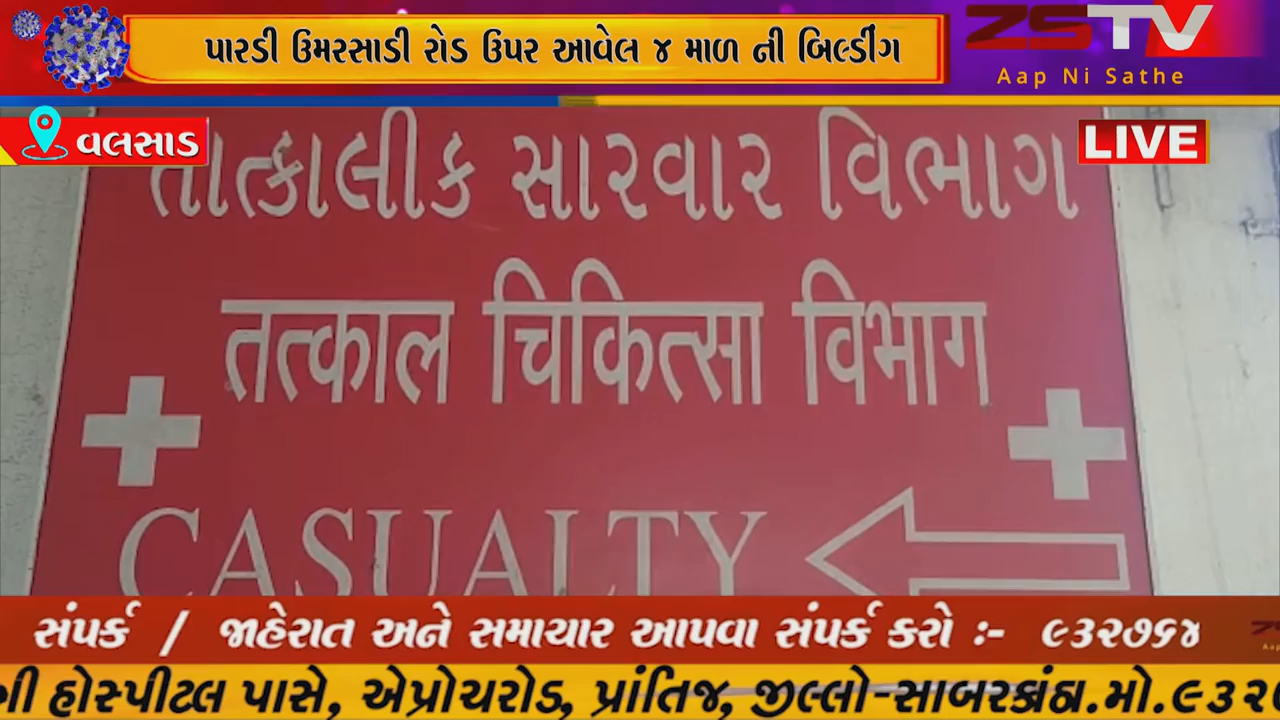 પારડી ઉમરસાડી રોડ ઉપર આવેલ ૪ માળ ની બિલ્ડીંગ
ZSTV
Aap Ni Sathe
વલસાડ
LIVE
તાત્કાલીક સારવાર વિભાગ
तत्काल चिकित्सा विभाग
CASUALTY
સંપર્ક / જાહેરાત અને સમાચાર આપવા સંપર્ક કરો :- ૯૩૨૭૬૪
હોસ્પીટલ પાસે, એપ્રોચરોડ, પ્રાંતિજ, જીલ્લો-સાબરકાંઠા.મો.૯૩૨